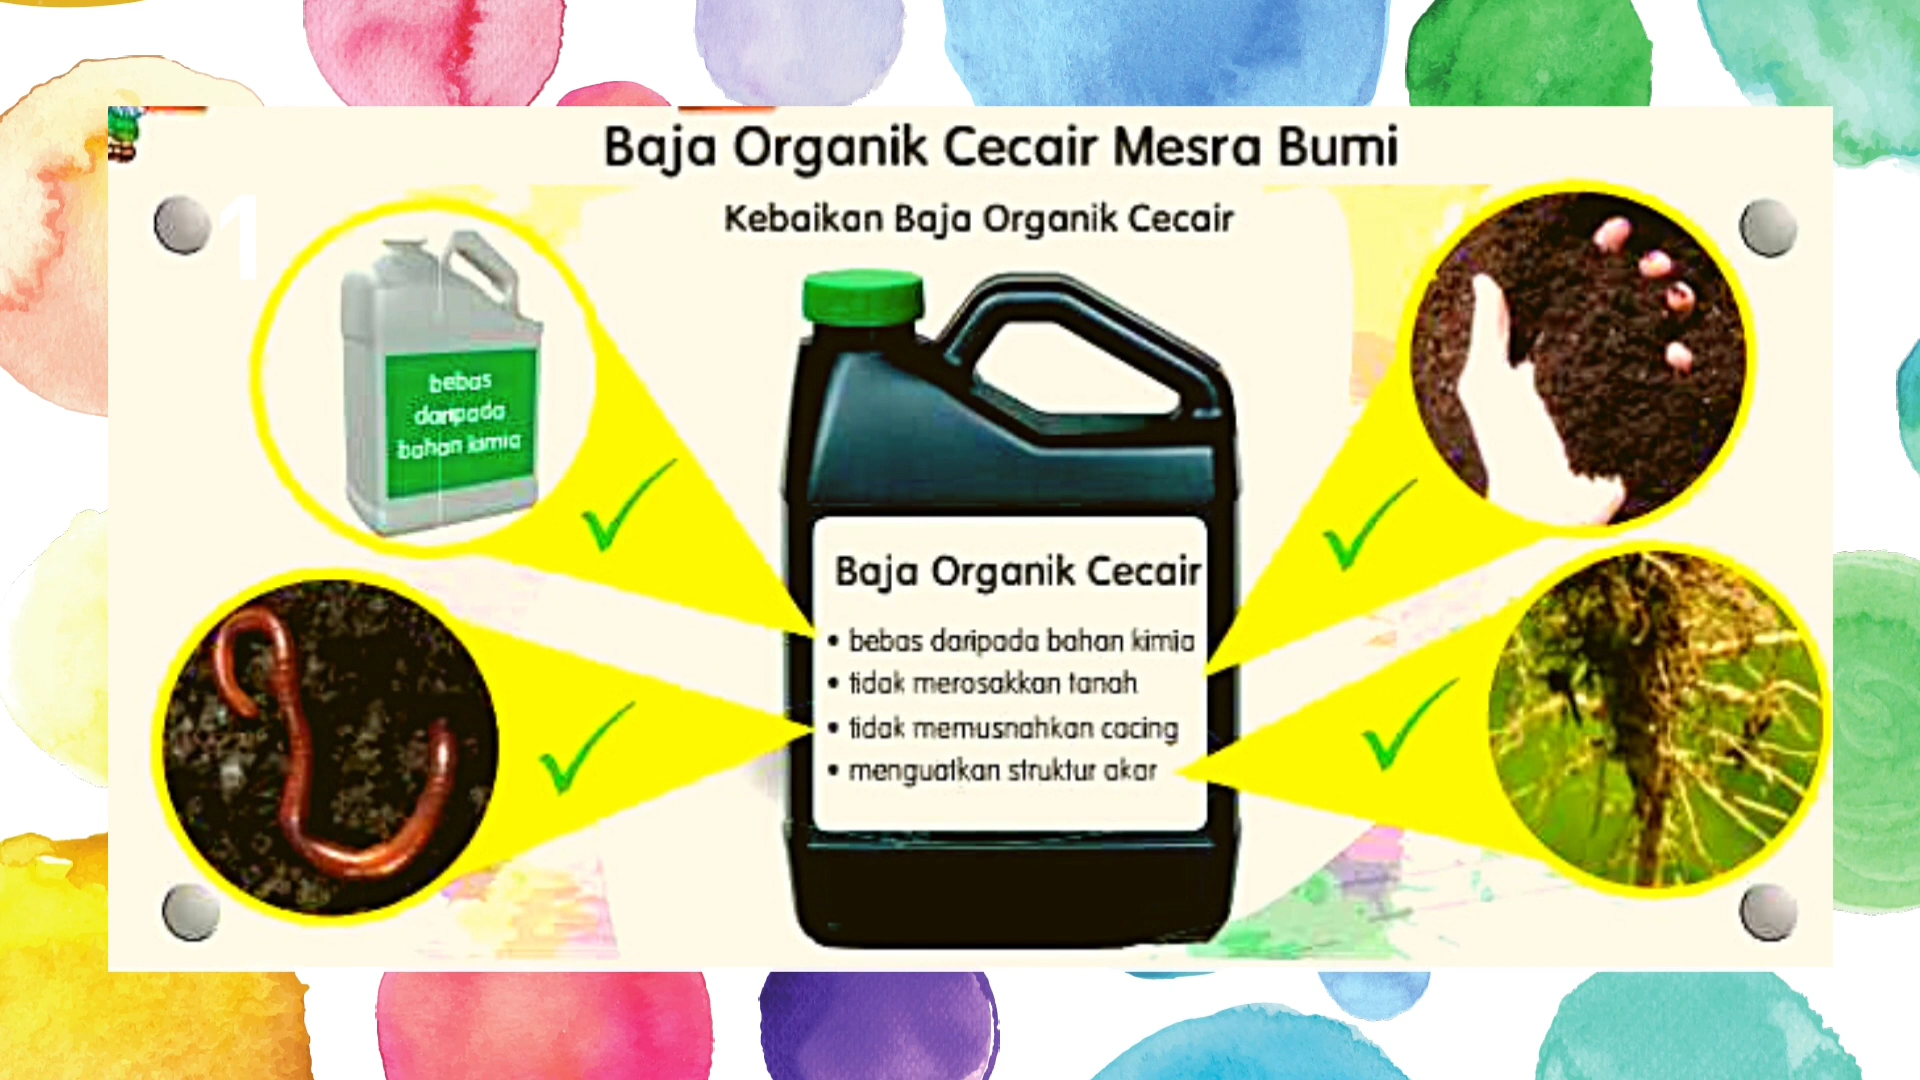 Baja Organik Cecair Mesra Bumi
1
Kebaikan Baja Organik Cecair
bebas
daripada
bahan kimia
Baja Organik Cecair
• bebas daripada bahan kimia
• tidak merosakkan tanah
• tidak memusnahkan cacing
• menguatkan struktur akar